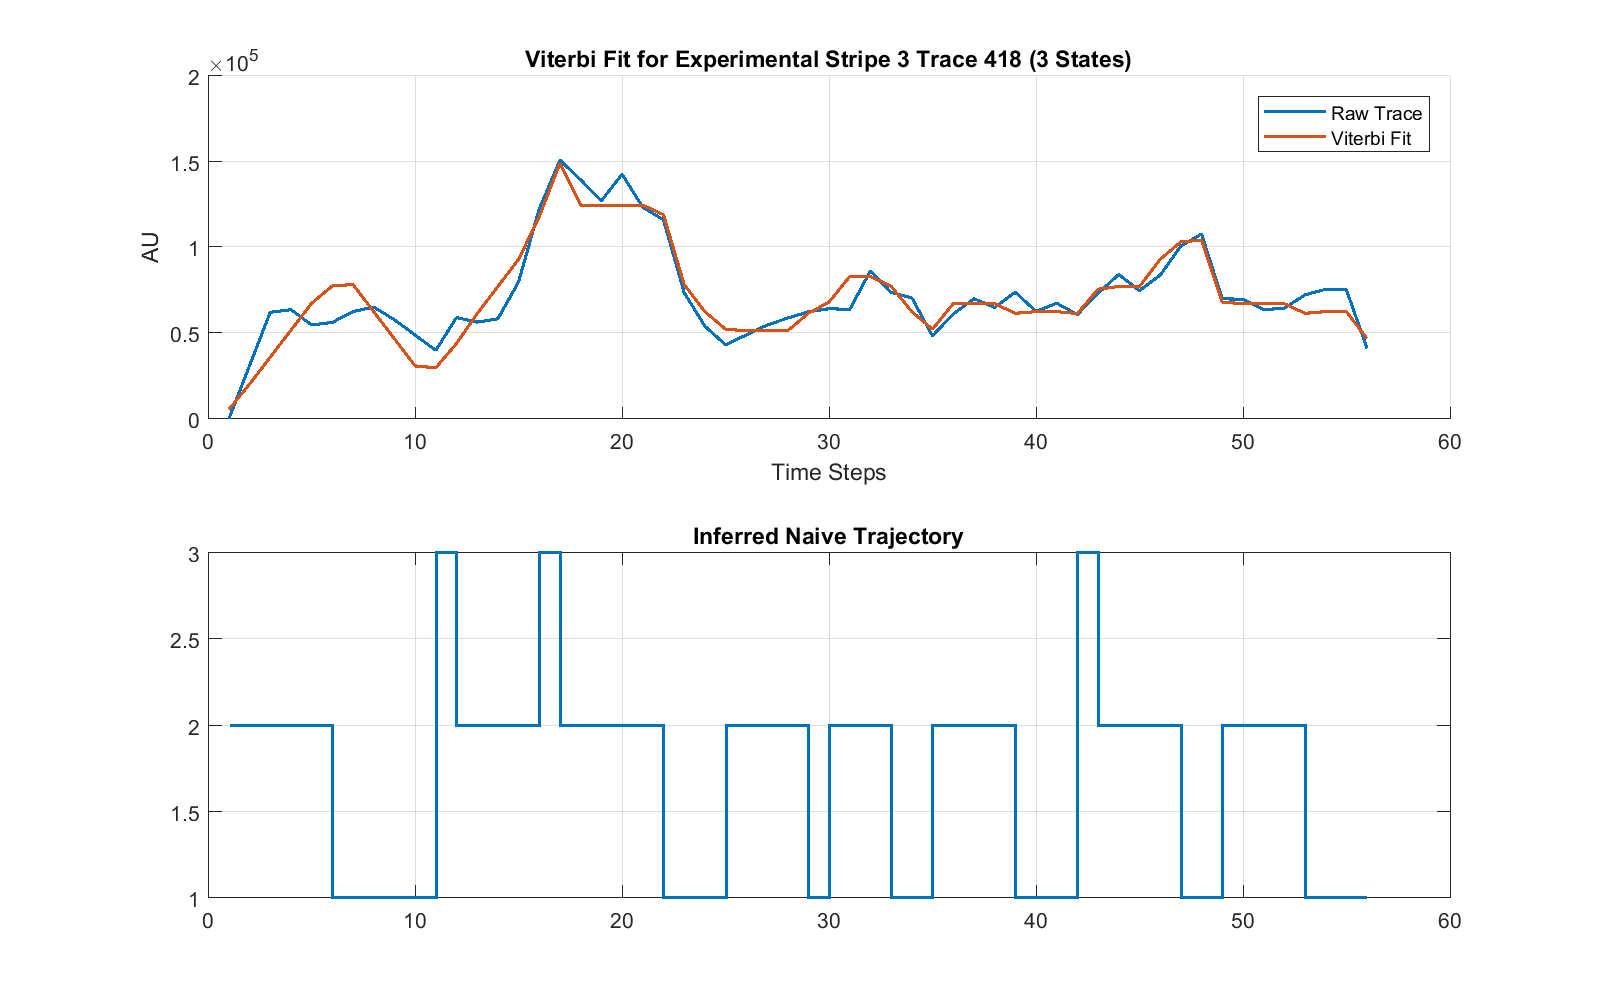 Viterbi Fit for Experimental Stripe 3 Trace 418 (3 States)
×10^5
2
1.5
1
0.5
0
AU
Raw Trace
Viterbi Fit
0 10 20 30 40 50 60
Time Steps
Inferred Naive Trajectory
3
2.5
2
1.5
1
0 10 20 30 40 50 60